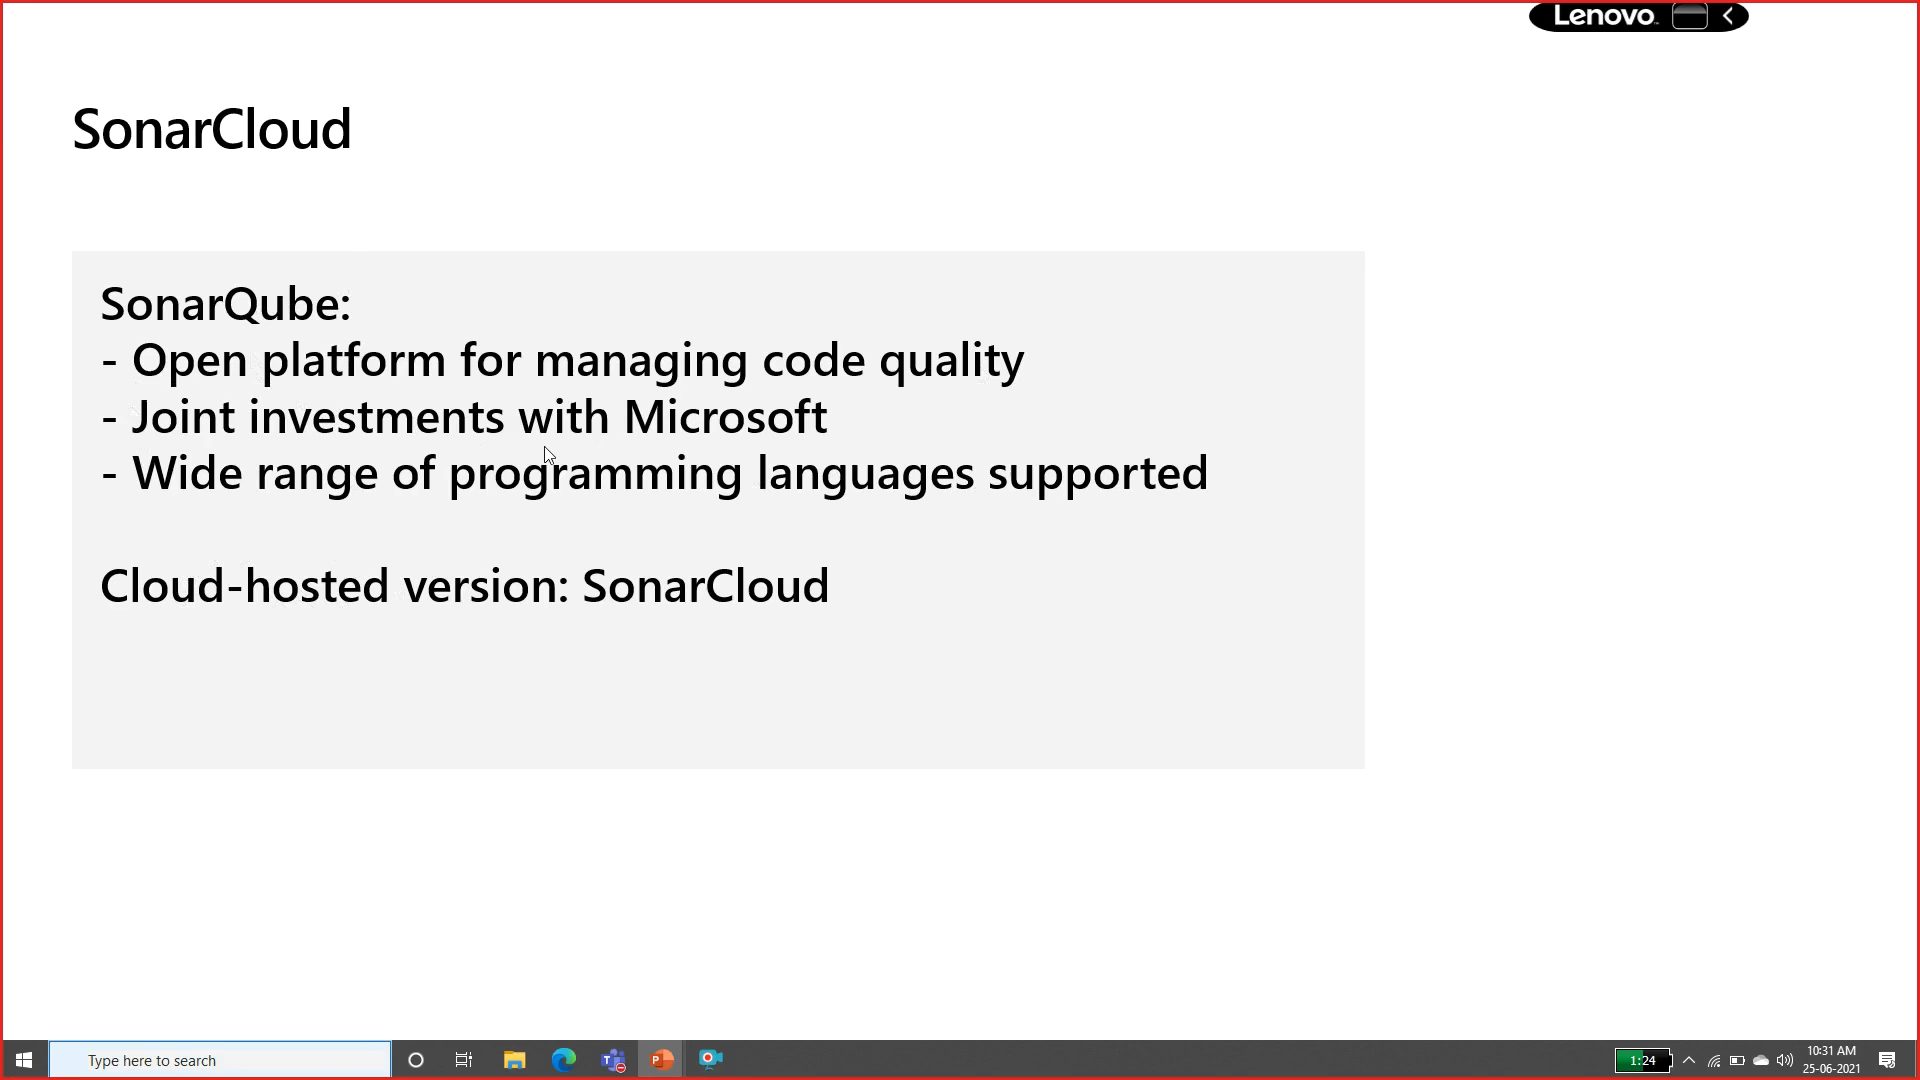 Lenovo
SonarCloud
SonarQube:
- Open platform for managing code quality
- Joint investments with Microsoft
- Wide range of programming languages supported
Cloud-hosted version: SonarCloud
Type here to search
1:24
10:31 AM
25-06-2021